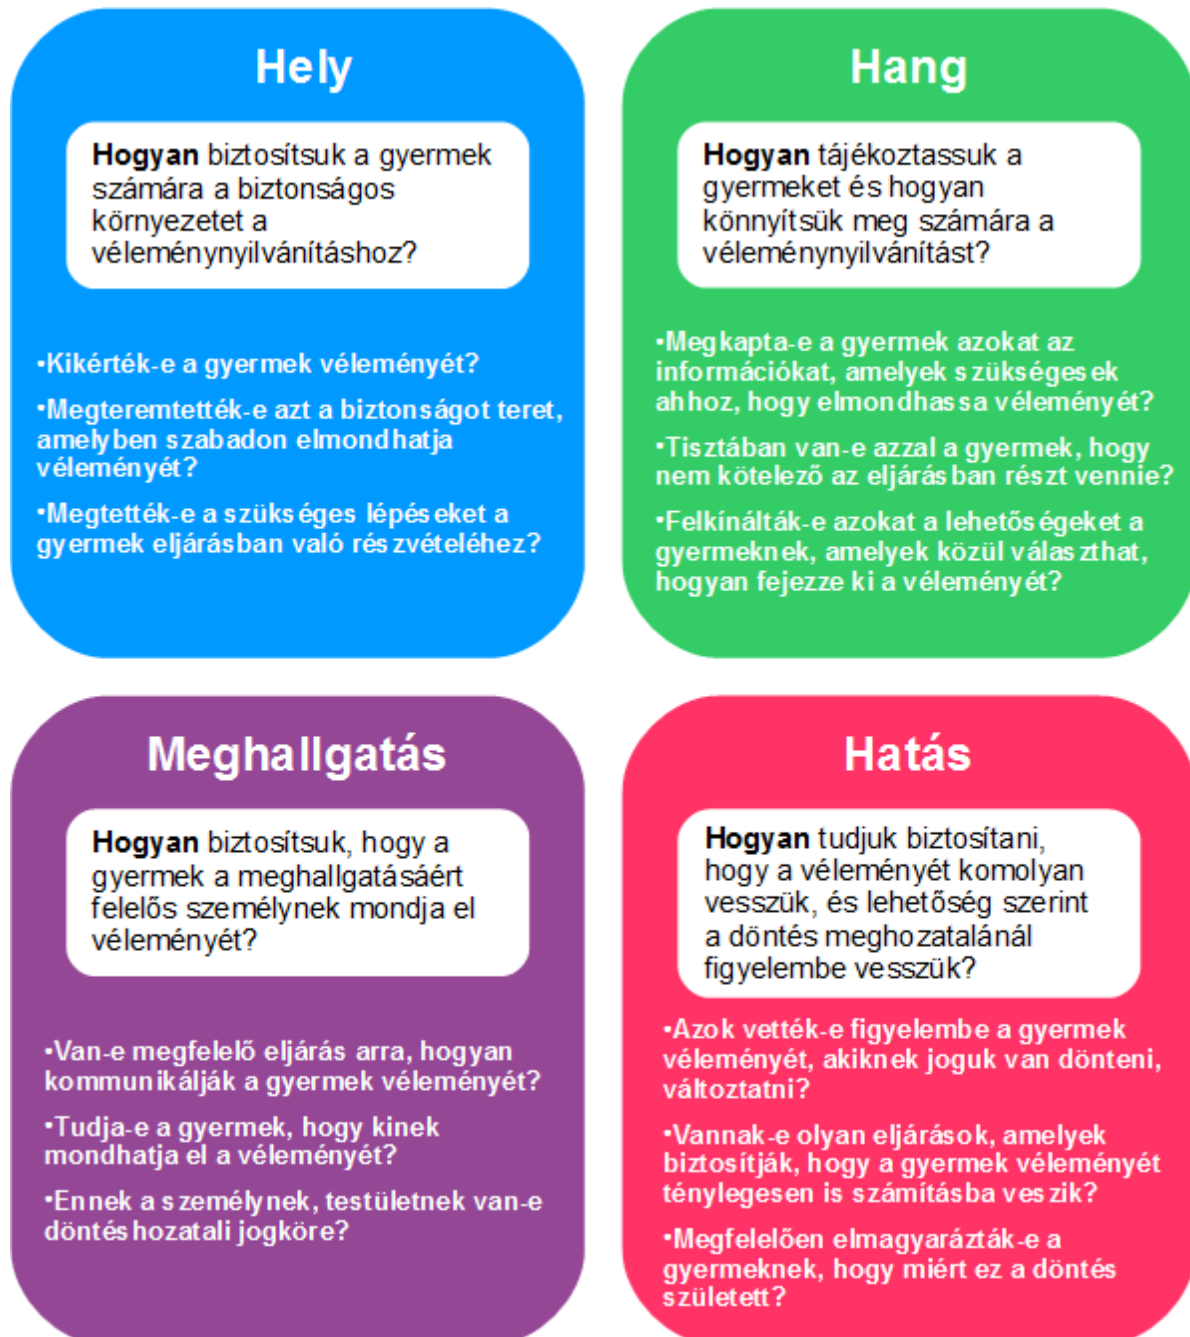 Hely
Hogyan biztosítsuk a gyermek
számára a biztonságos
környezetet a
véleménynyilvánításhoz?
•Kikérték-e a gyermek véleményét?
•Megteremtették-e azt a biztonságot teret,
amelyben szabadon elmondhatja
véleményét?
•Megtették-e a szükséges lépéseket a
gyermek eljárásban való részvételéhez?
Hang
Hogyan tájékoztassuk a
gyermeket és hogyan
könnyítsük meg számára a
véleménynyilvánítást?
•Megkapta-e a gyermek azokat az
információkat, amelyek szükségesek
ahhoz, hogy elmondhassa véleményét?
•Tisztában van-e azzal a gyermek, hogy
nem kötelező az eljárásban részt vennie?
•Felkínálták-e azokat a lehetőségeket a
gyermeknek, amelyek közül választhat,
hogyan fejezze ki a véleményét?
Meghallgatás
Hogyan biztosítsuk, hogy a
gyermek a meghallgatásáért
felelős személynek mondja el
véleményét?
•Van-e megfelelő eljárás arra, hogyan
kommunikálják a gyermek véleményét?
•Tudja-e a gyermek, hogy kinek
mondhatja el a véleményét?
•Ennek a személynek, testületnek van-e
döntéshozatali jogköre?
Hatás
Hogyan tudjuk biztosítani,
hogy a véleményét komolyan
vesszük, és lehetőség szerint
a döntés meghozatalánál
figyelembe vesszük?
•Azok vették-e figyelembe a gyermek
véleményét, akiknek joguk van dönteni,
változtatni?
•Vannak-e olyan eljárások, amelyek
biztosítják, hogy a gyermek véleményét
ténylegesen is számításba veszik?
•Megfelelően elmagyarázták-e a
gyermeknek, hogy miért ez a döntés
született?